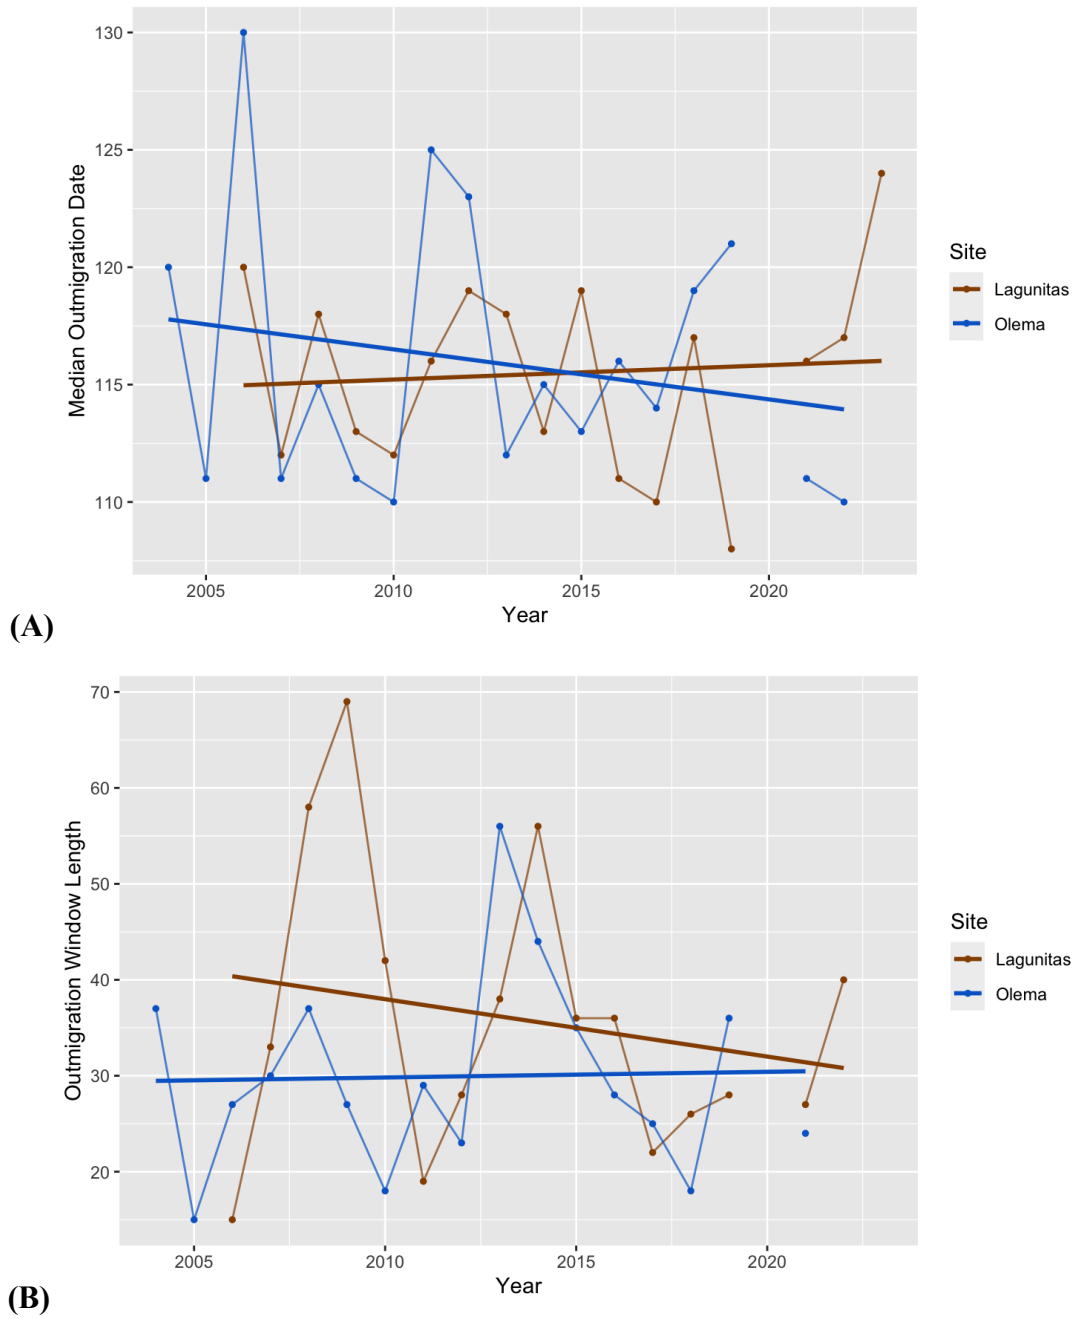 130
125
120
115
110
Median Outmigration Date
2005 2010 2015 2020
Year
Site
Lagunitas
Olema
(A)
70
60
50
40
30
20
Outmigration Window Length
2005 2010 2015 2020
Year
Site
Lagunitas
Olema
(B)